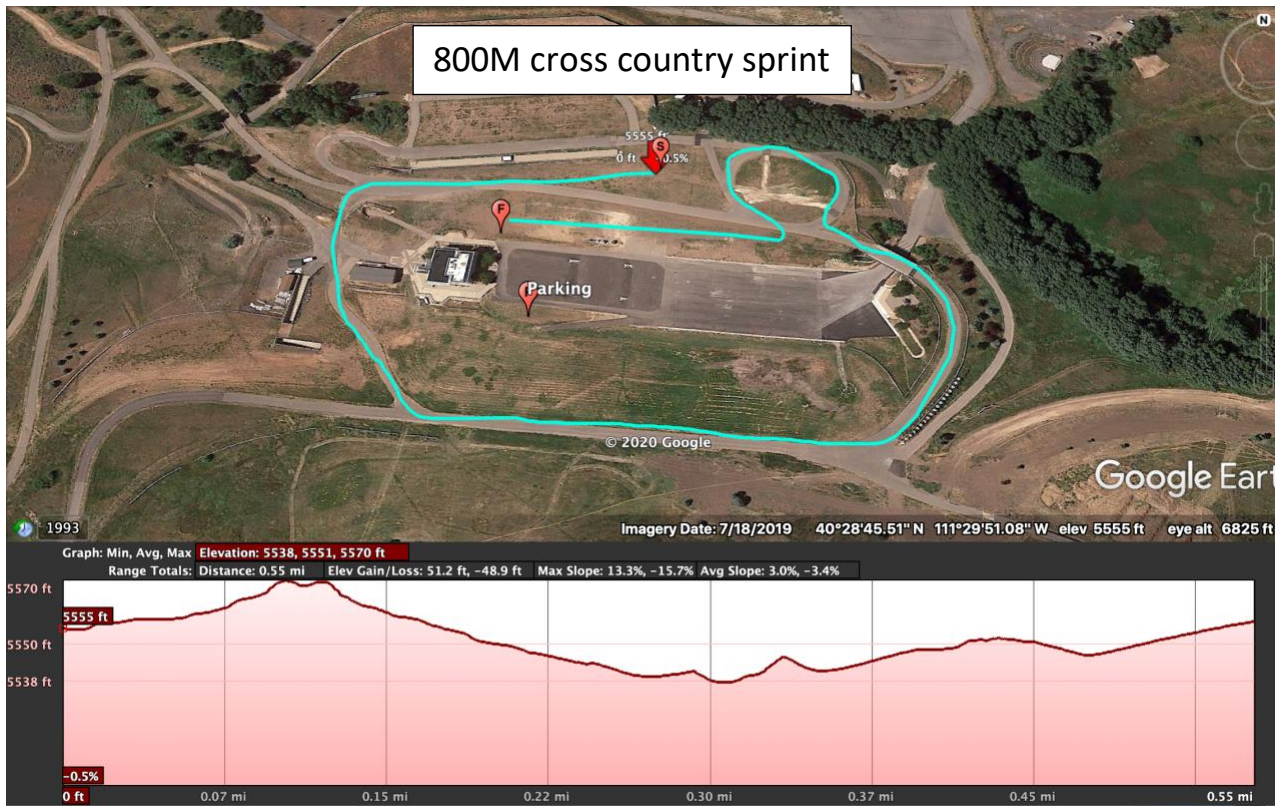 800M cross country sprint
N
5555 ft
S
0 ft -0.5%
F
Parking
© 2020 Google
Google Eart
1993
Imagery Date: 7/18/2019 40°28'45.51" N 111°29'51.08" W elev 5555 ft eye alt 6825 ft
Graph: Min, Avg, Max Elevation: 5538, 5551, 5570 ft
Range Totals: Distance: 0.55 mi Elev Gain/Loss: 51.2 ft, -48.9 ft Max Slope: 13.3%, -15.7% Avg Slope: 3.0%, -3.4%
5570 ft
5555 ft
5550 ft
5538 ft
-0.5%
0 ft 0.07 mi 0.15 mi 0.22 mi 0.30 mi 0.37 mi 0.45 mi 0.55 mi